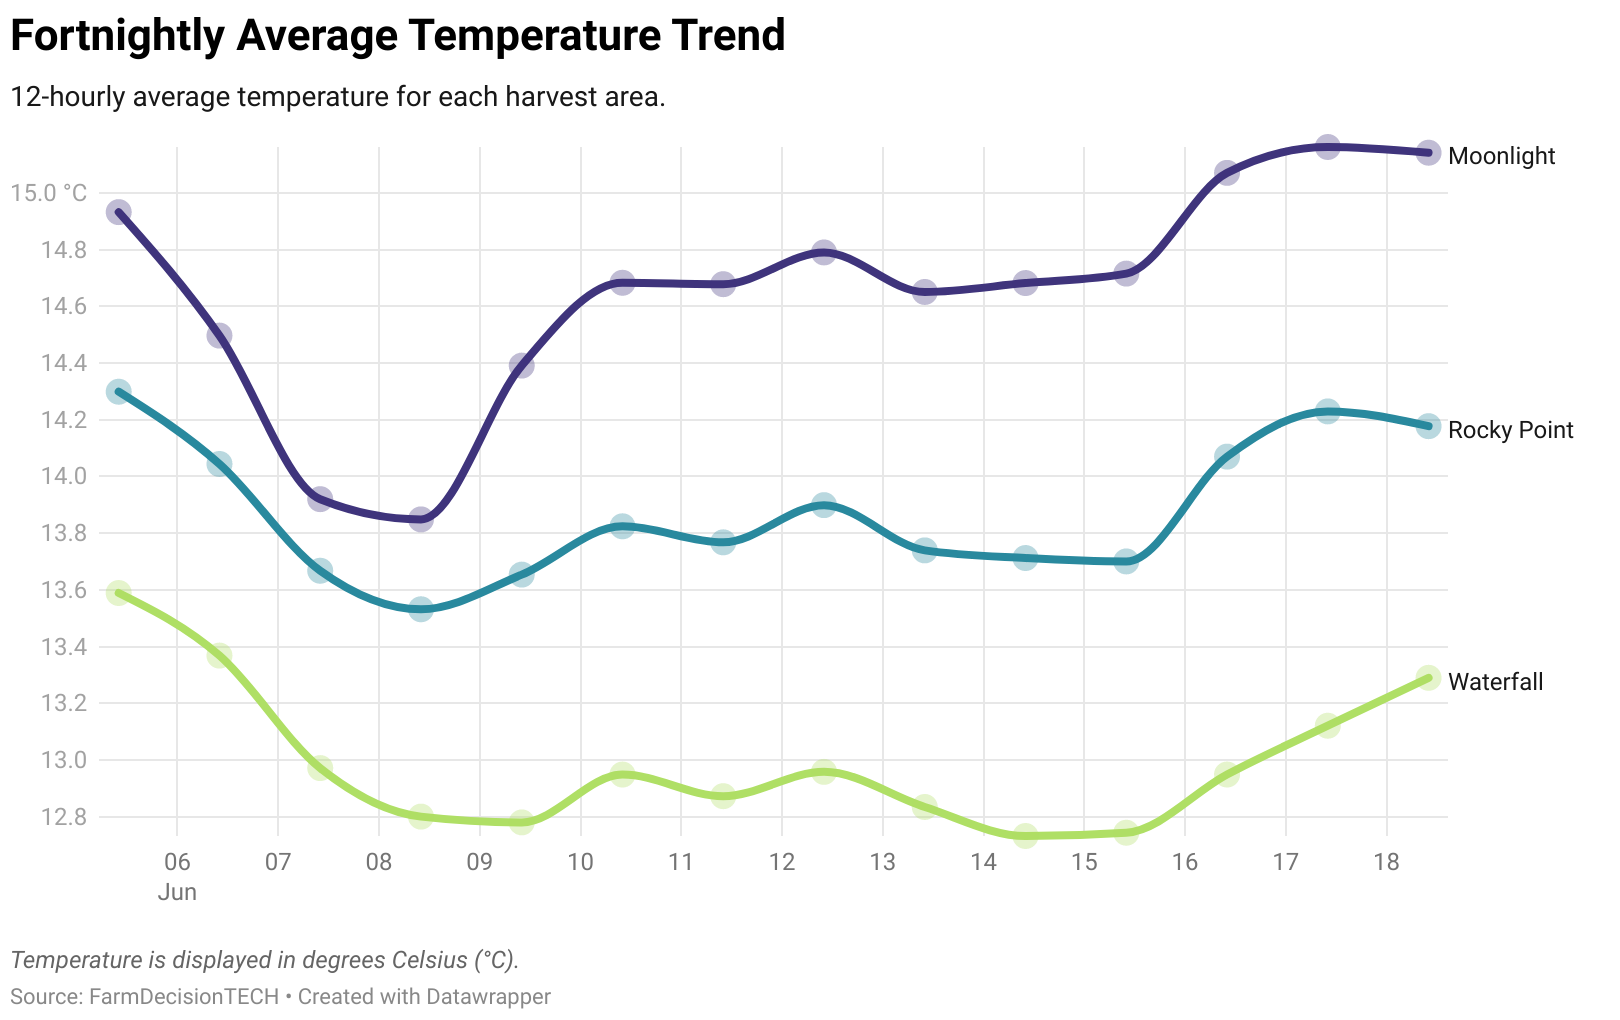 Fortnightly Average Temperature Trend
12-hourly average temperature for each harvest area.
Moonlight
15.0 °C
14.8
14.6
14.4
14.2
Rocky Point
14.0
13.8
13.6
13.4
Waterfall
13.2
13.0
12.8
06 07 08 09 10 11 12 13 14 15 16 17 18
Jun
Temperature is displayed in degrees Celsius (°C).
Source: FarmDecisionTECH • Created with Datawrapper